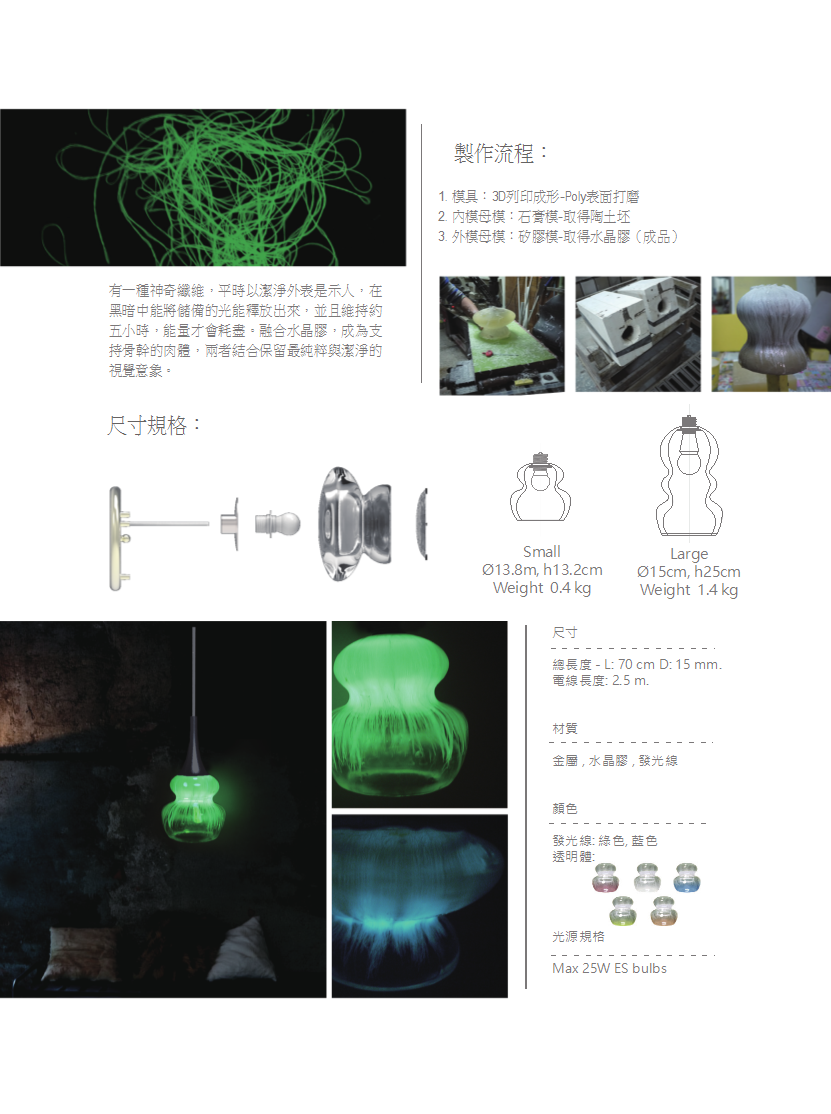 製作流程：
1. 模具：3D列印成形-Poly表面打磨
2. 內模母模：石膏模-取得陶土坯
3. 外模母模：矽膠模-取得水晶膠（成品）
有一種神奇纖維，平時以潔淨外表是示人，在
黑暗中能將儲備的光能釋放出來，並且維持約
五小時，能量才會耗盡。融合水晶膠，成為支
持骨幹的肉體，兩者結合保留最純粹與潔淨的
視覺意象。
尺寸規格：
Small
Ø13.8m, h13.2cm
Weight 0.4 kg
Large
Ø15cm, h25cm
Weight 1.4 kg
尺寸
總長度 - L: 70 cm D: 15 mm.
電線長度: 2.5 m.
材質
金屬 , 水晶膠 , 發光線
顏色
發光線: 綠色, 藍色
透明體:
光源規格
Max 25W ES bulbs